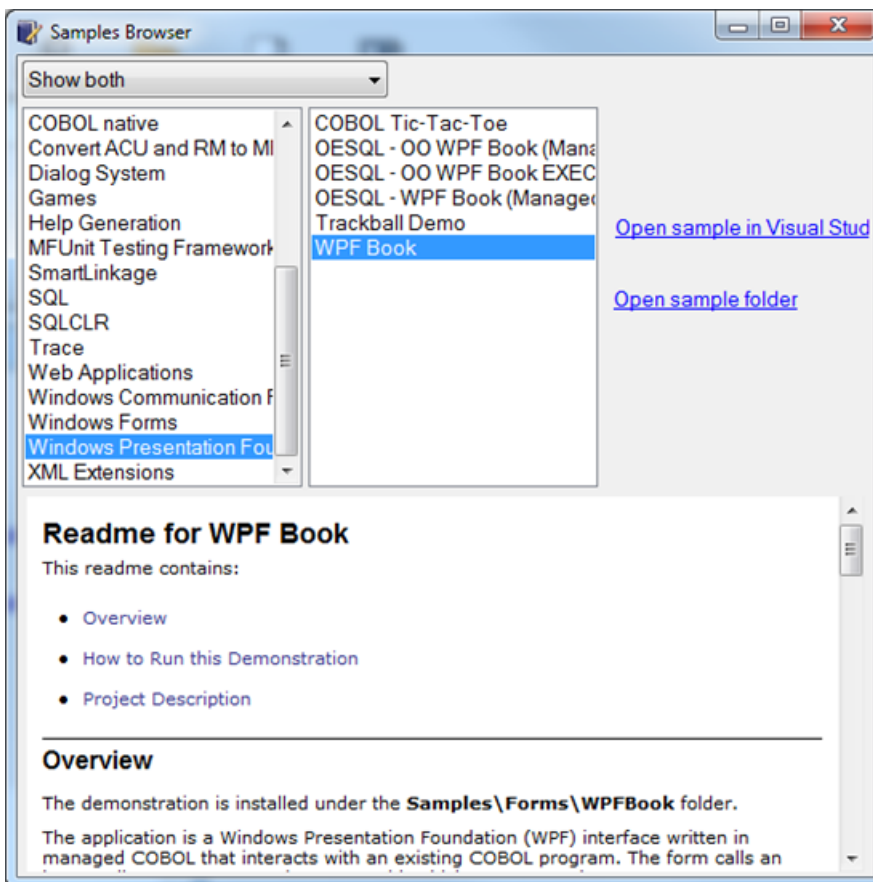 Samples Browser
Show both
COBOL native
Convert ACU and RM to MI
Dialog System
Games
Help Generation
MFUnit Testing Framework
SmartLinkage
SQL
SQLCLR
Trace
Web Applications
Windows Communication F
Windows Forms
Windows Presentation Fou
XML Extensions
COBOL Tic-Tac-Toe
OESQL - OO WPF Book (Mana
OESQL - OO WPF Book EXEC
OESQL - WPF Book (Managed
Trackball Demo
WPF Book
Open sample in Visual Stud
Open sample folder
Readme for WPF Book
This readme contains:
• Overview
• How to Run this Demonstration
• Project Description
Overview
The demonstration is installed under the Samples\Forms\WPFBook folder.
The application is a Windows Presentation Foundation (WPF) interface written in
managed COBOL that interacts with an existing COBOL program. The form calls an